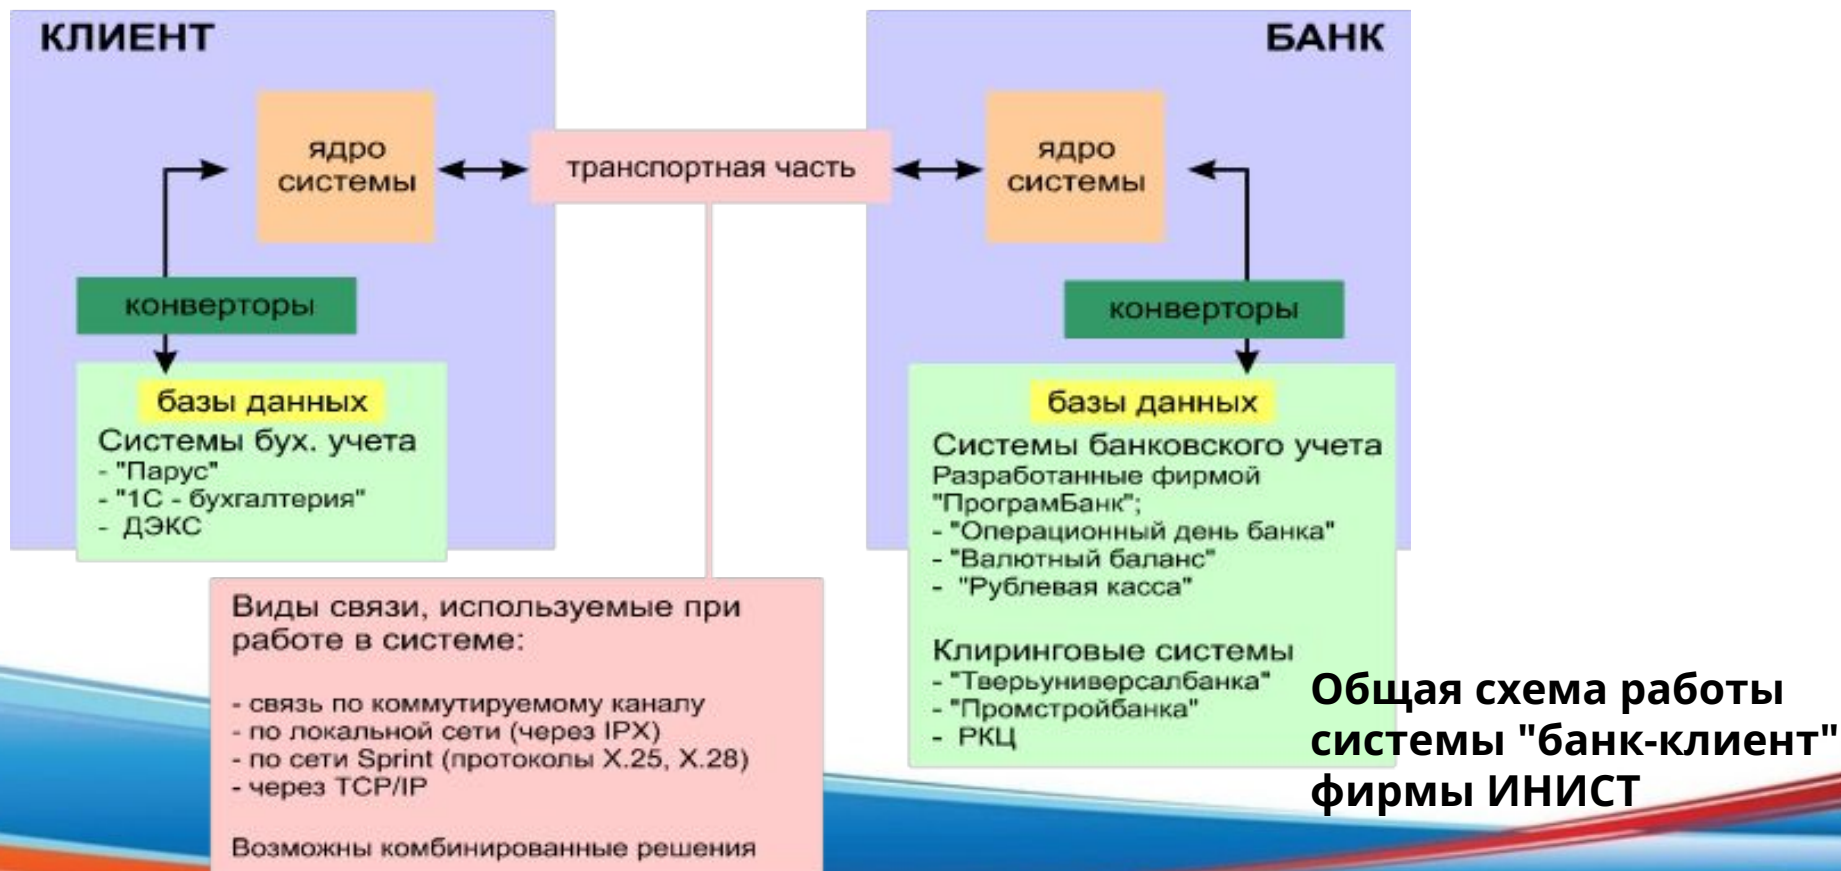 КЛИЕНТ
ядро
системы
конверторы
базы данных
Системы бух. учета
- "Парус"
- "1С - бухгалтерия"
- ДЭКС
транспортная часть
Виды связи, используемые при
работе в системе:
- связь по коммутируемому каналу
- по локальной сети (через IPX)
- по сети Sprint (протоколы X.25, X.28)
- через TCP/IP
Возможны комбинированные решения
БАНК
ядро
системы
конверторы
базы данных
Системы банковского учета
Разработанные фирмой
"ПрограмБанк";
- "Операционный день банка"
- "Валютный баланс"
- "Рублевая касса"
Клиринговые системы
- "Тверьуниверсалбанка"
- "Промстройбанка"
- РКЦ
Общая схема работы
системы "банк-клиент"
фирмы ИНИСТ